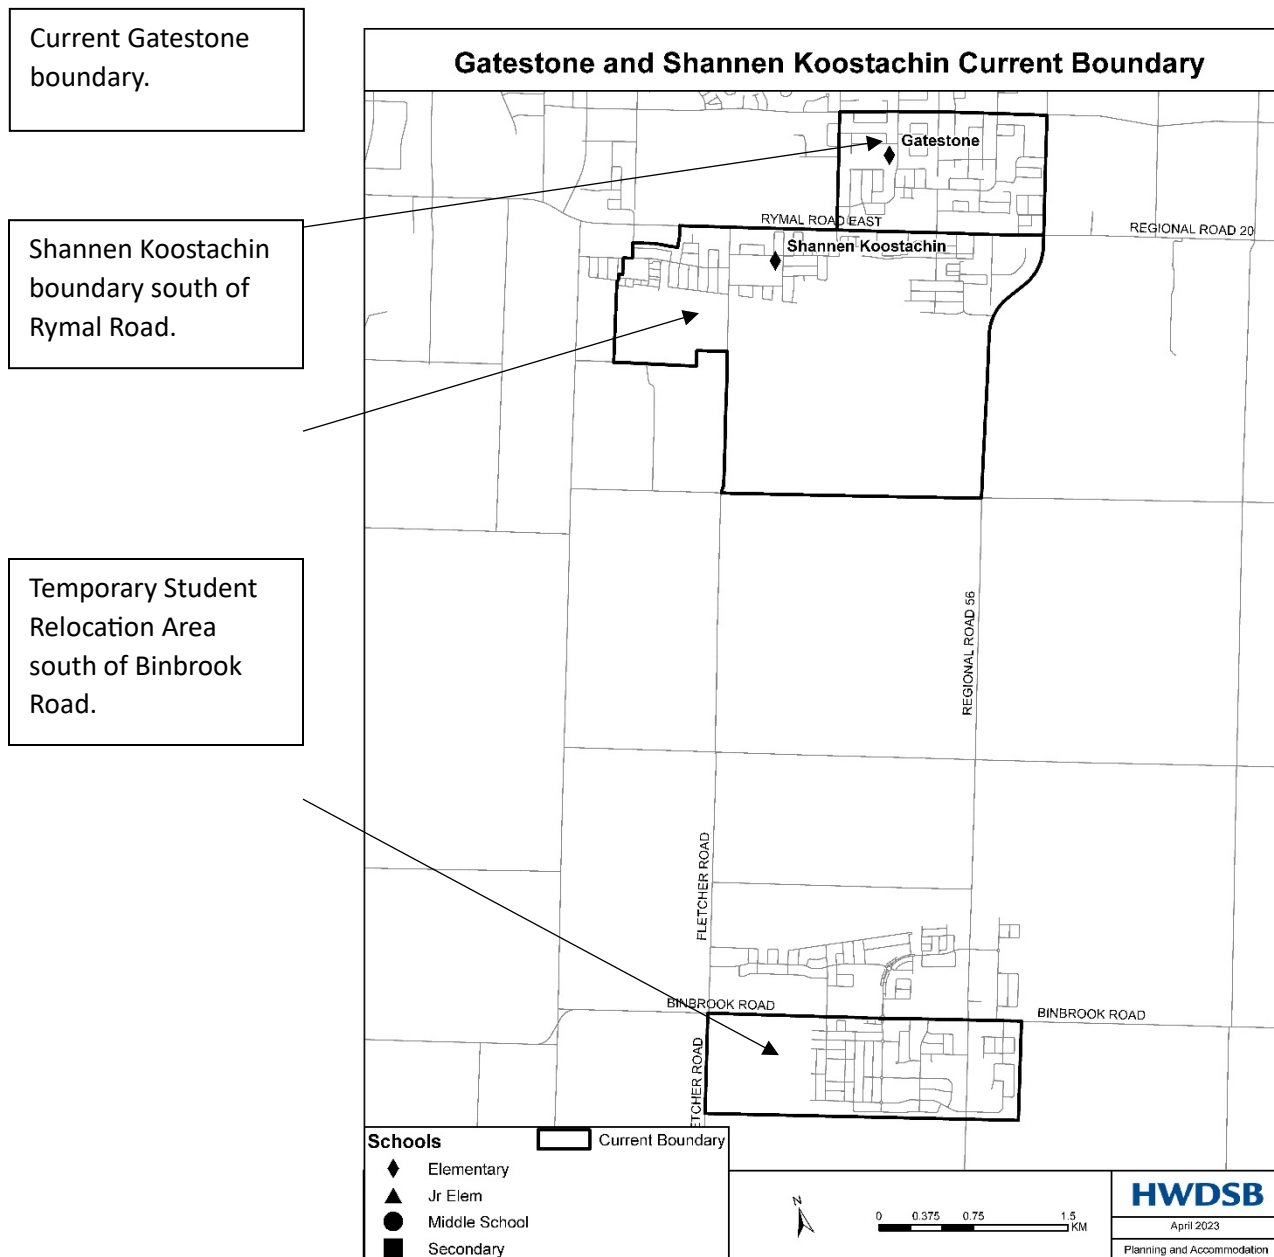 Current Gatestone
boundary.
Shannen Koostachin
boundary south of
Rymal Road.
Temporary Student
Relocation Area
south of Binbrook
Road.
Gatestone and Shannen Koostachin Current Boundary
Gatestone
RYMAL ROAD EAST
REGIONAL ROAD 20
Shannen Koostachin
REGIONAL ROAD 56
FLETCHER ROAD
BINBROOK ROAD
BINBROOK ROAD
ETCHER ROAD
Schools
Current Boundary
Elementary
Jr Elem
Middle School
Secondary
N
0 0.375 0.75 1.5
KM
HWDSB
April 2023
Planning and Accommodation